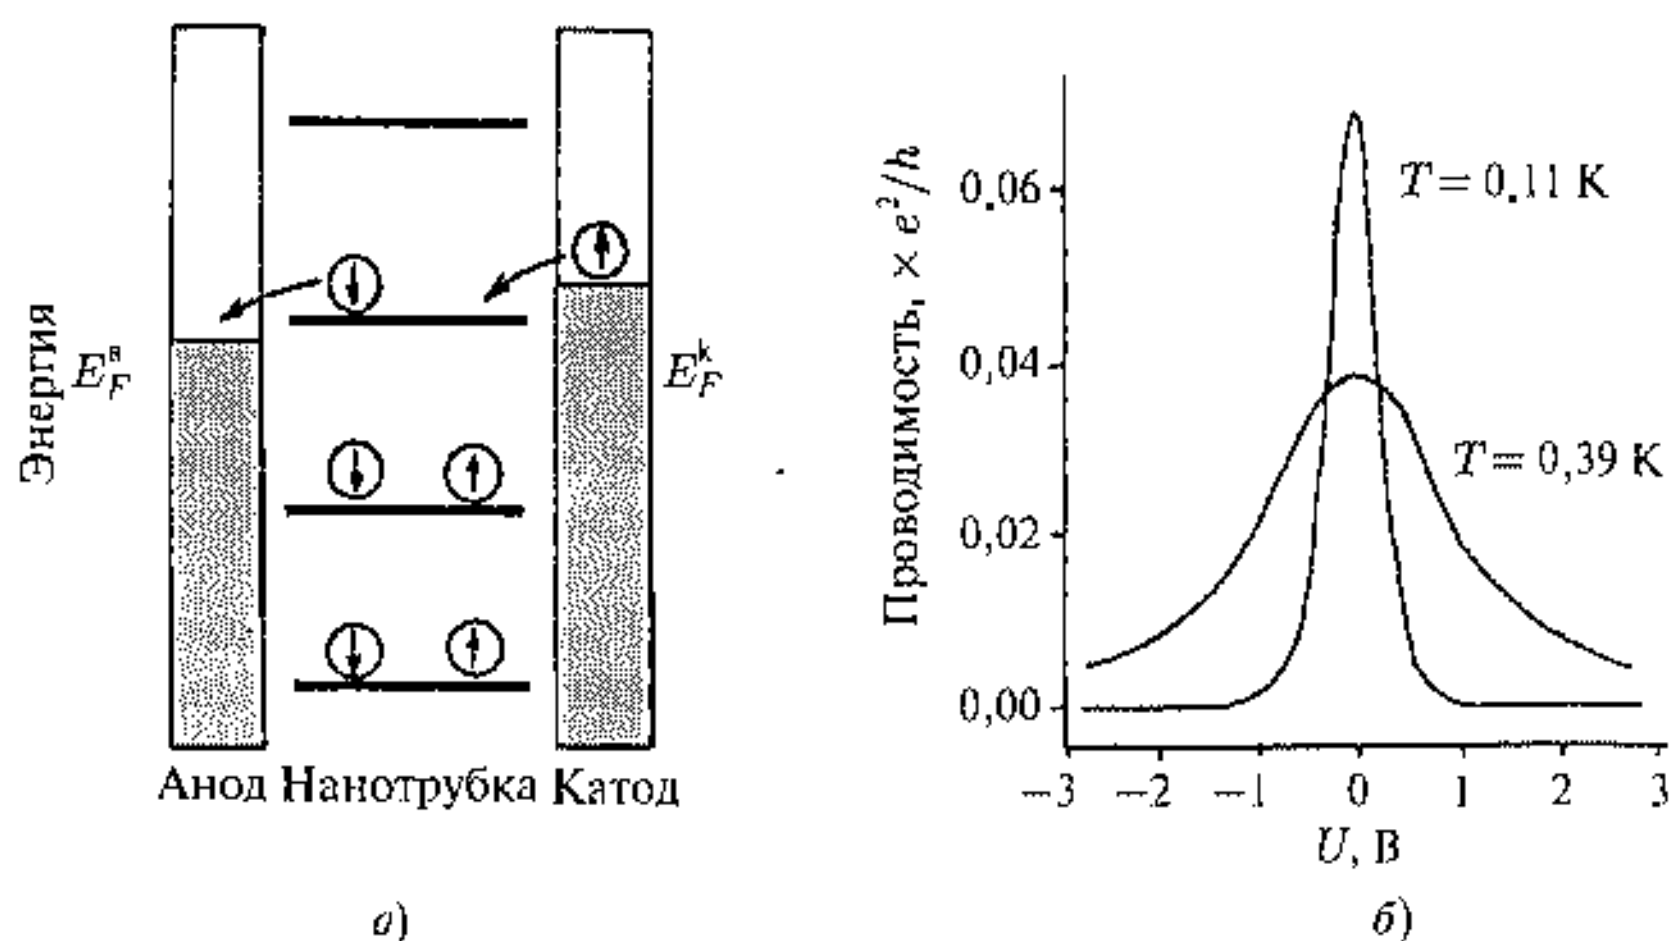 Энергия
E_F^a
E_F^k
Анод Нанотрубка Катод
а)
Проводимость, × e²/h
0.06
0,04
0,02
0,00
T = 0.11 K
T = 0,39 K
−3 −2 −1 0 1 2 3
U, В
б)